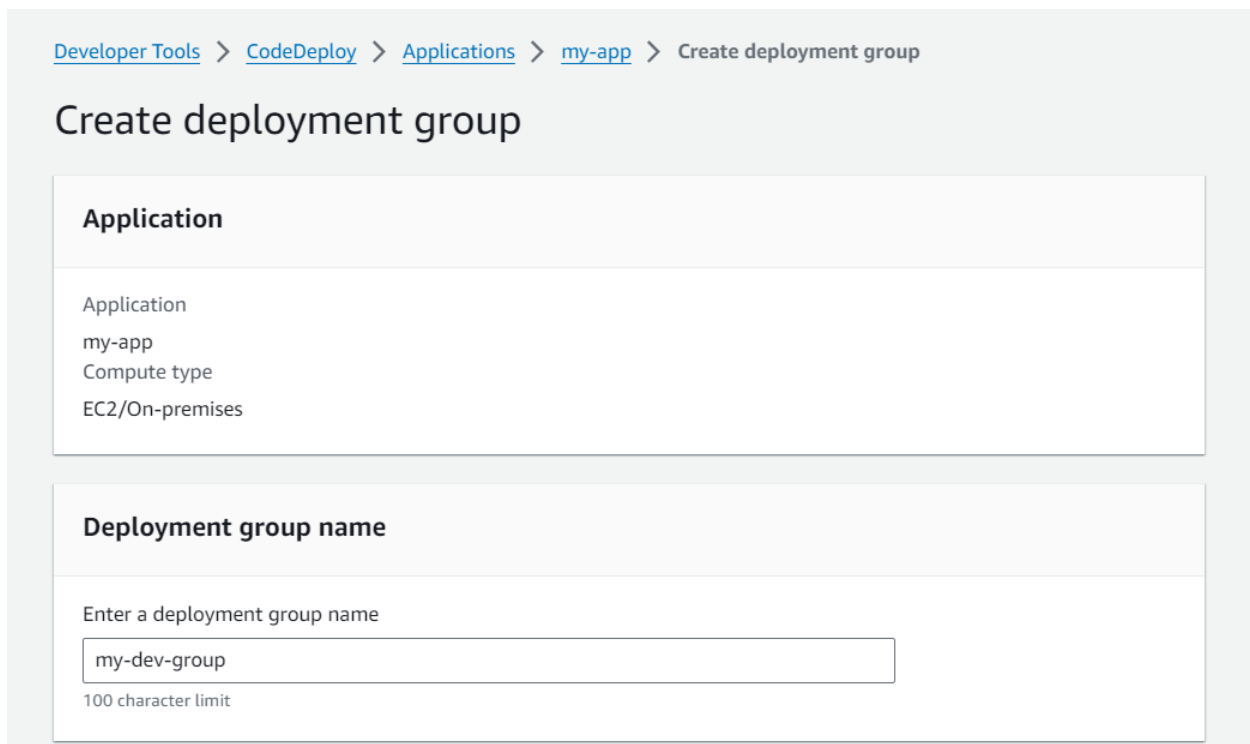 Developer Tools > CodeDeploy > Applications > my-app > Create deployment group
Create deployment group
Application
Application
my-app
Compute type
EC2/On-premises
Deployment group name
Enter a deployment group name
my-dev-group
100 character limit